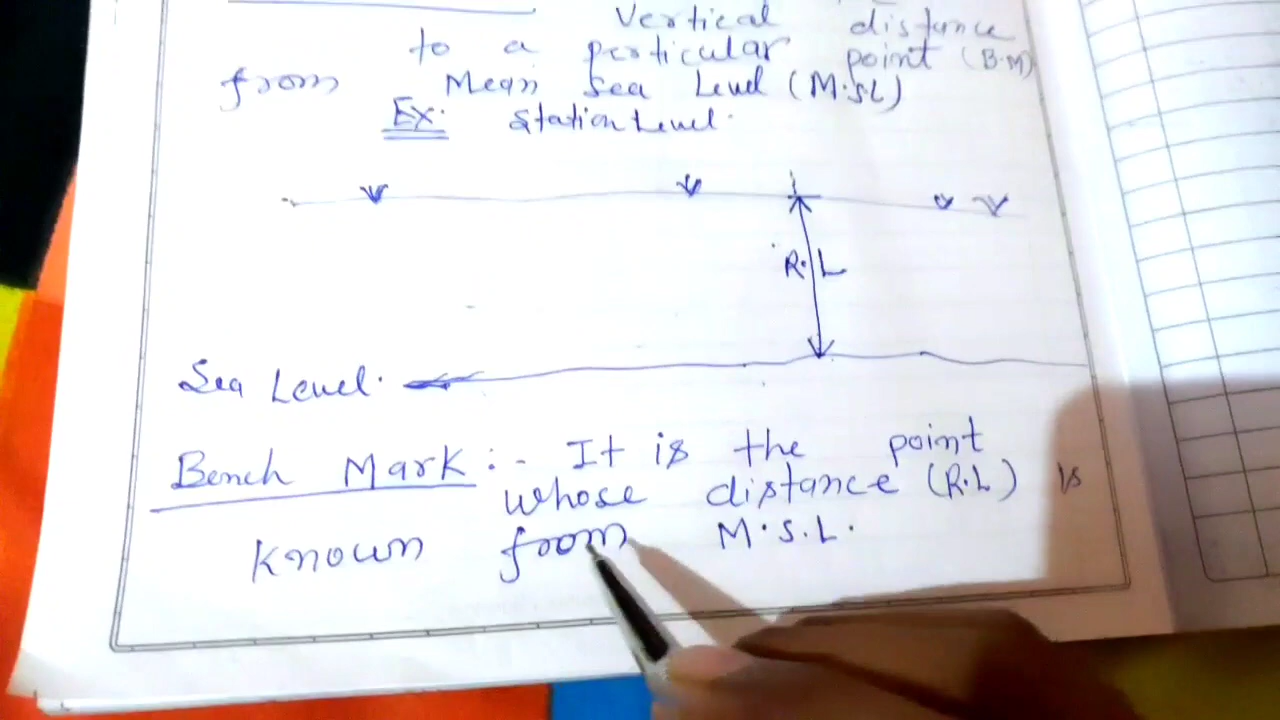 Vertical distance
to a perticular point (B.M)
from Mean Sea Level (M.S.L)
Ex. Station Level.
R.L
Sea Level.
Bench Mark :- It is the point
whose distance (R.L) is
known from M.S.L.